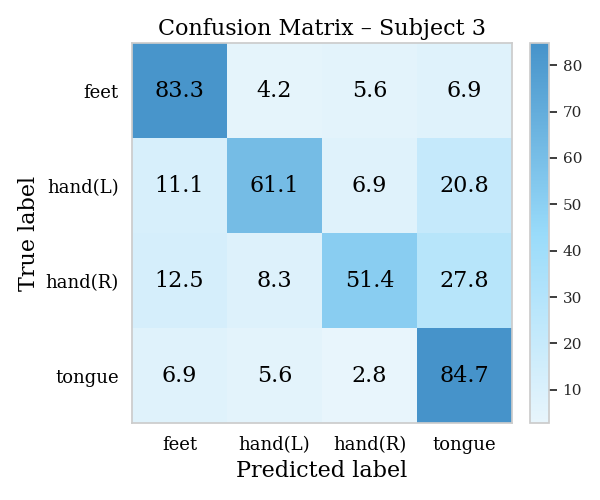 Confusion Matrix – Subject 3
True label
feet 83.3 4.2 5.6 6.9
hand(L) 11.1 61.1 6.9 20.8
hand(R) 12.5 8.3 51.4 27.8
tongue 6.9 5.6 2.8 84.7
feet hand(L) hand(R) tongue
Predicted label
80
70
60
50
40
30
20
10